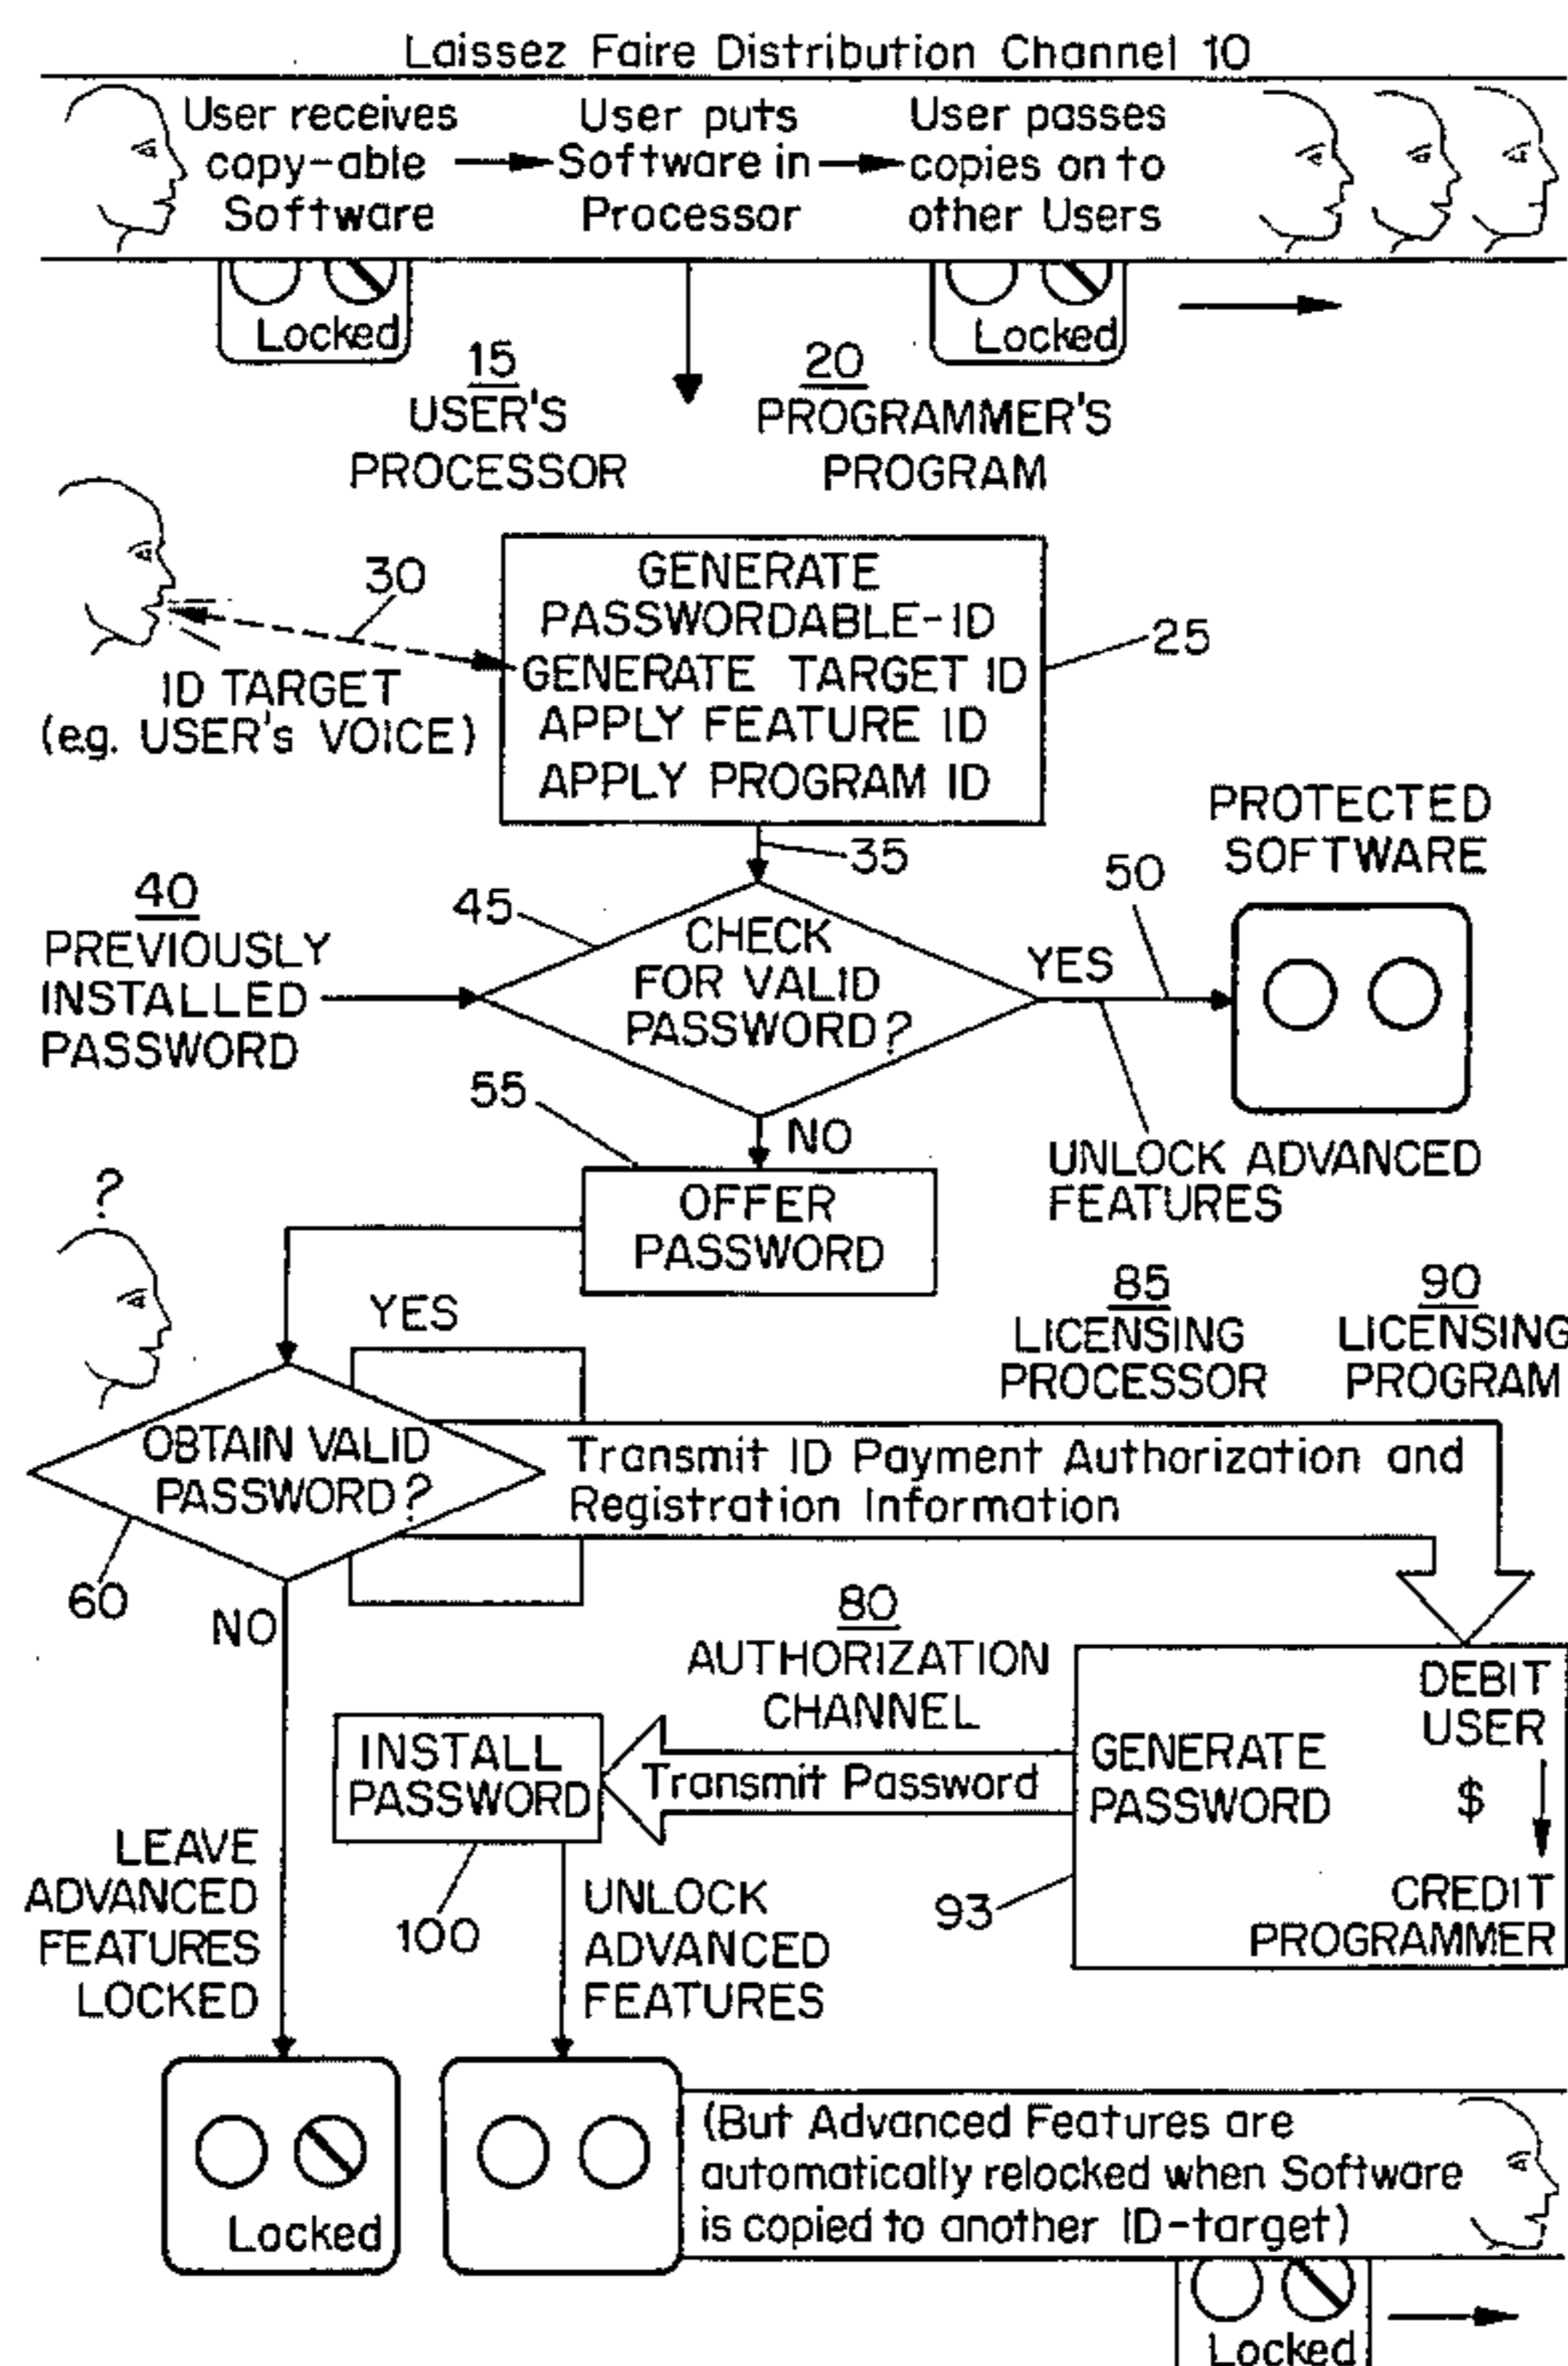 Laissez Faire Distribution Channel 10
User receives
copy-able
Software
User puts
Software in
Processor
User passes
copies on to
other Users
Locked
Locked
15
USER'S
PROCESSOR
20
PROGRAMMER'S
PROGRAM
30
ID TARGET
(e.g. USER's VOICE)
GENERATE
PASSWORDABLE-ID
GENERATE TARGET ID
APPLY FEATURE ID
APPLY PROGRAM ID
25
35
PROTECTED
SOFTWARE
40
PREVIOUSLY
INSTALLED
PASSWORD
45
CHECK
FOR VALID
PASSWORD?
YES
50
UNLOCK ADVANCED
FEATURES
55
NO
OFFER
PASSWORD
?
YES
85
LICENSING
PROCESSOR
90
LICENSING
PROGRAM
OBTAIN VALID
PASSWORD?
Transmit ID Payment Authorization and
Registration Information
60
NO
80
AUTHORIZATION
CHANNEL
INSTALL
PASSWORD
Transmit Password
GENERATE
PASSWORD
DEBIT
USER
$
CREDIT
PROGRAMMER
93
100
LEAVE
ADVANCED
FEATURES
LOCKED
UNLOCK
ADVANCED
FEATURES
Locked
(But Advanced Features are
automatically relocked when Software
is copied to another ID-target)
Locked